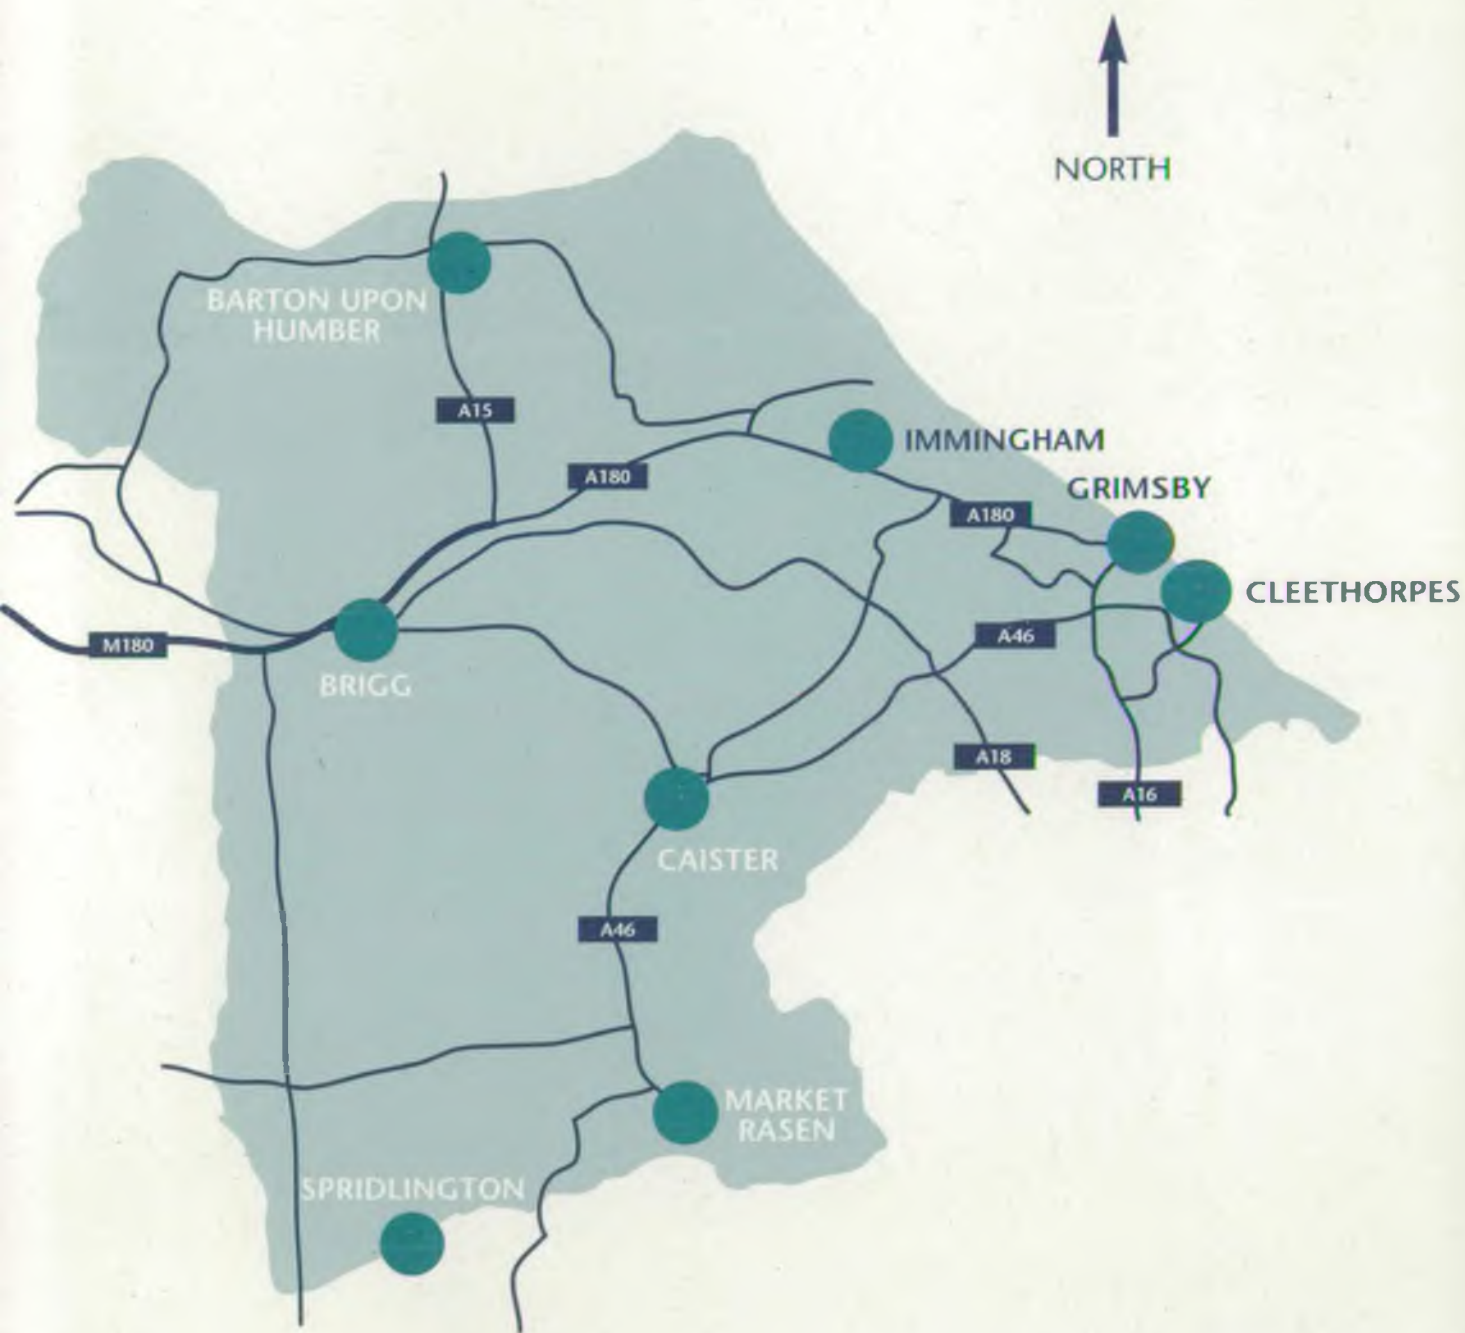 NORTH
BARTON UPON
HUMBER
A15
IMMINGHAM
A180
GRIMSBY
A180
CLEETHORPES
M180
A46
BRIGG
A18
A16
CAISTER
A46
MARKET
RASEN
SPRIDLINGTON